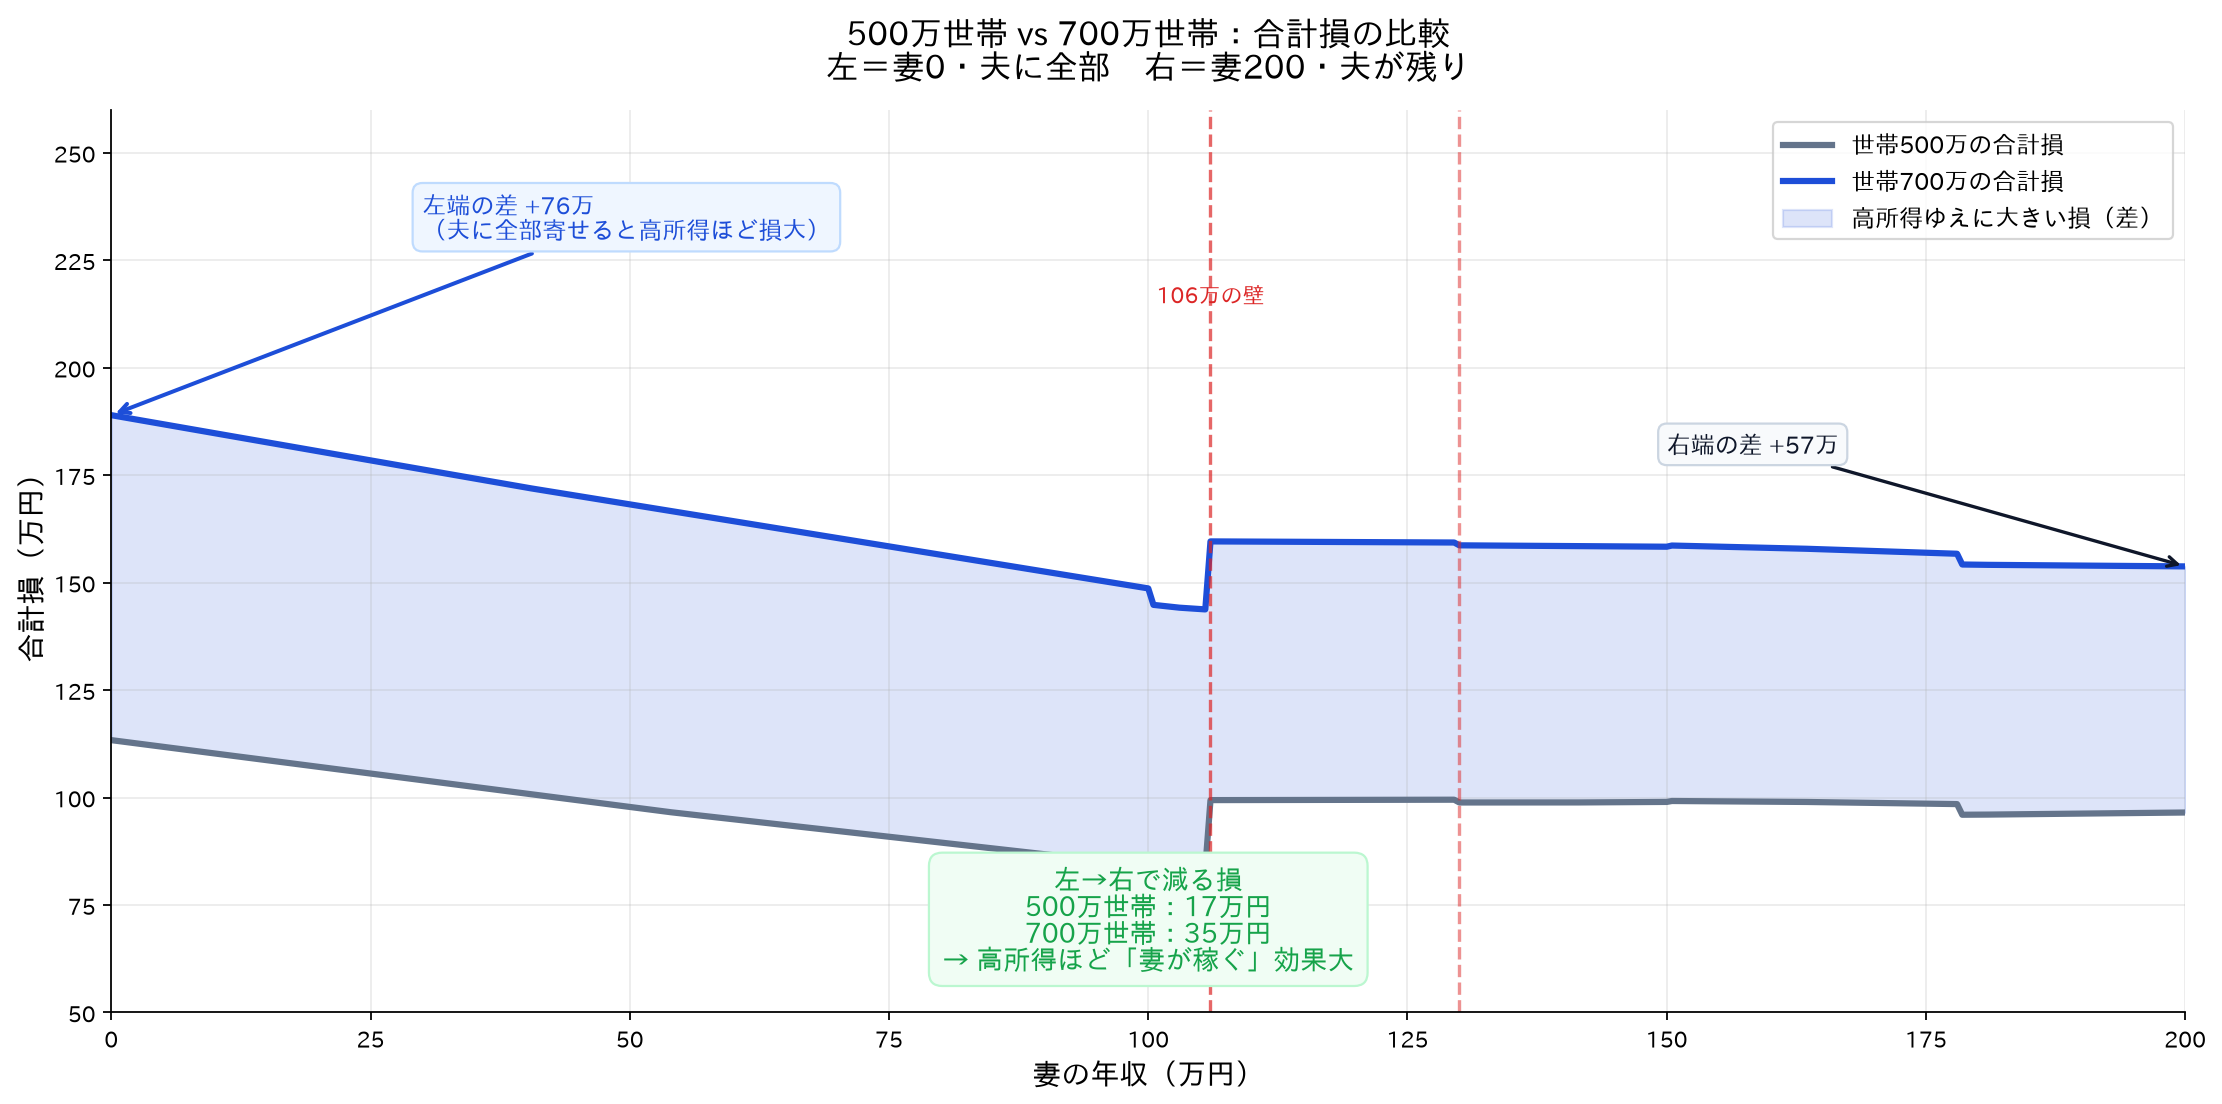 500万世帯 vs 700万世帯：合計損の比較
左＝妻0・夫に全部　右＝妻200・夫が残り
世帯500万の合計損
世帯700万の合計損
高所得ゆえに大きい損（差）
左端の差 +76万
（夫に全部寄せると高所得ほど損大）
106万の壁
右端の差 +57万
左→右で減る損
500万世帯：17万円
700万世帯：35万円
→ 高所得ほど「妻が稼ぐ」効果大
合計損（万円）
250
225
200
175
150
125
100
75
50
0
25
50
75
100
125
150
175
200
妻の年収（万円）